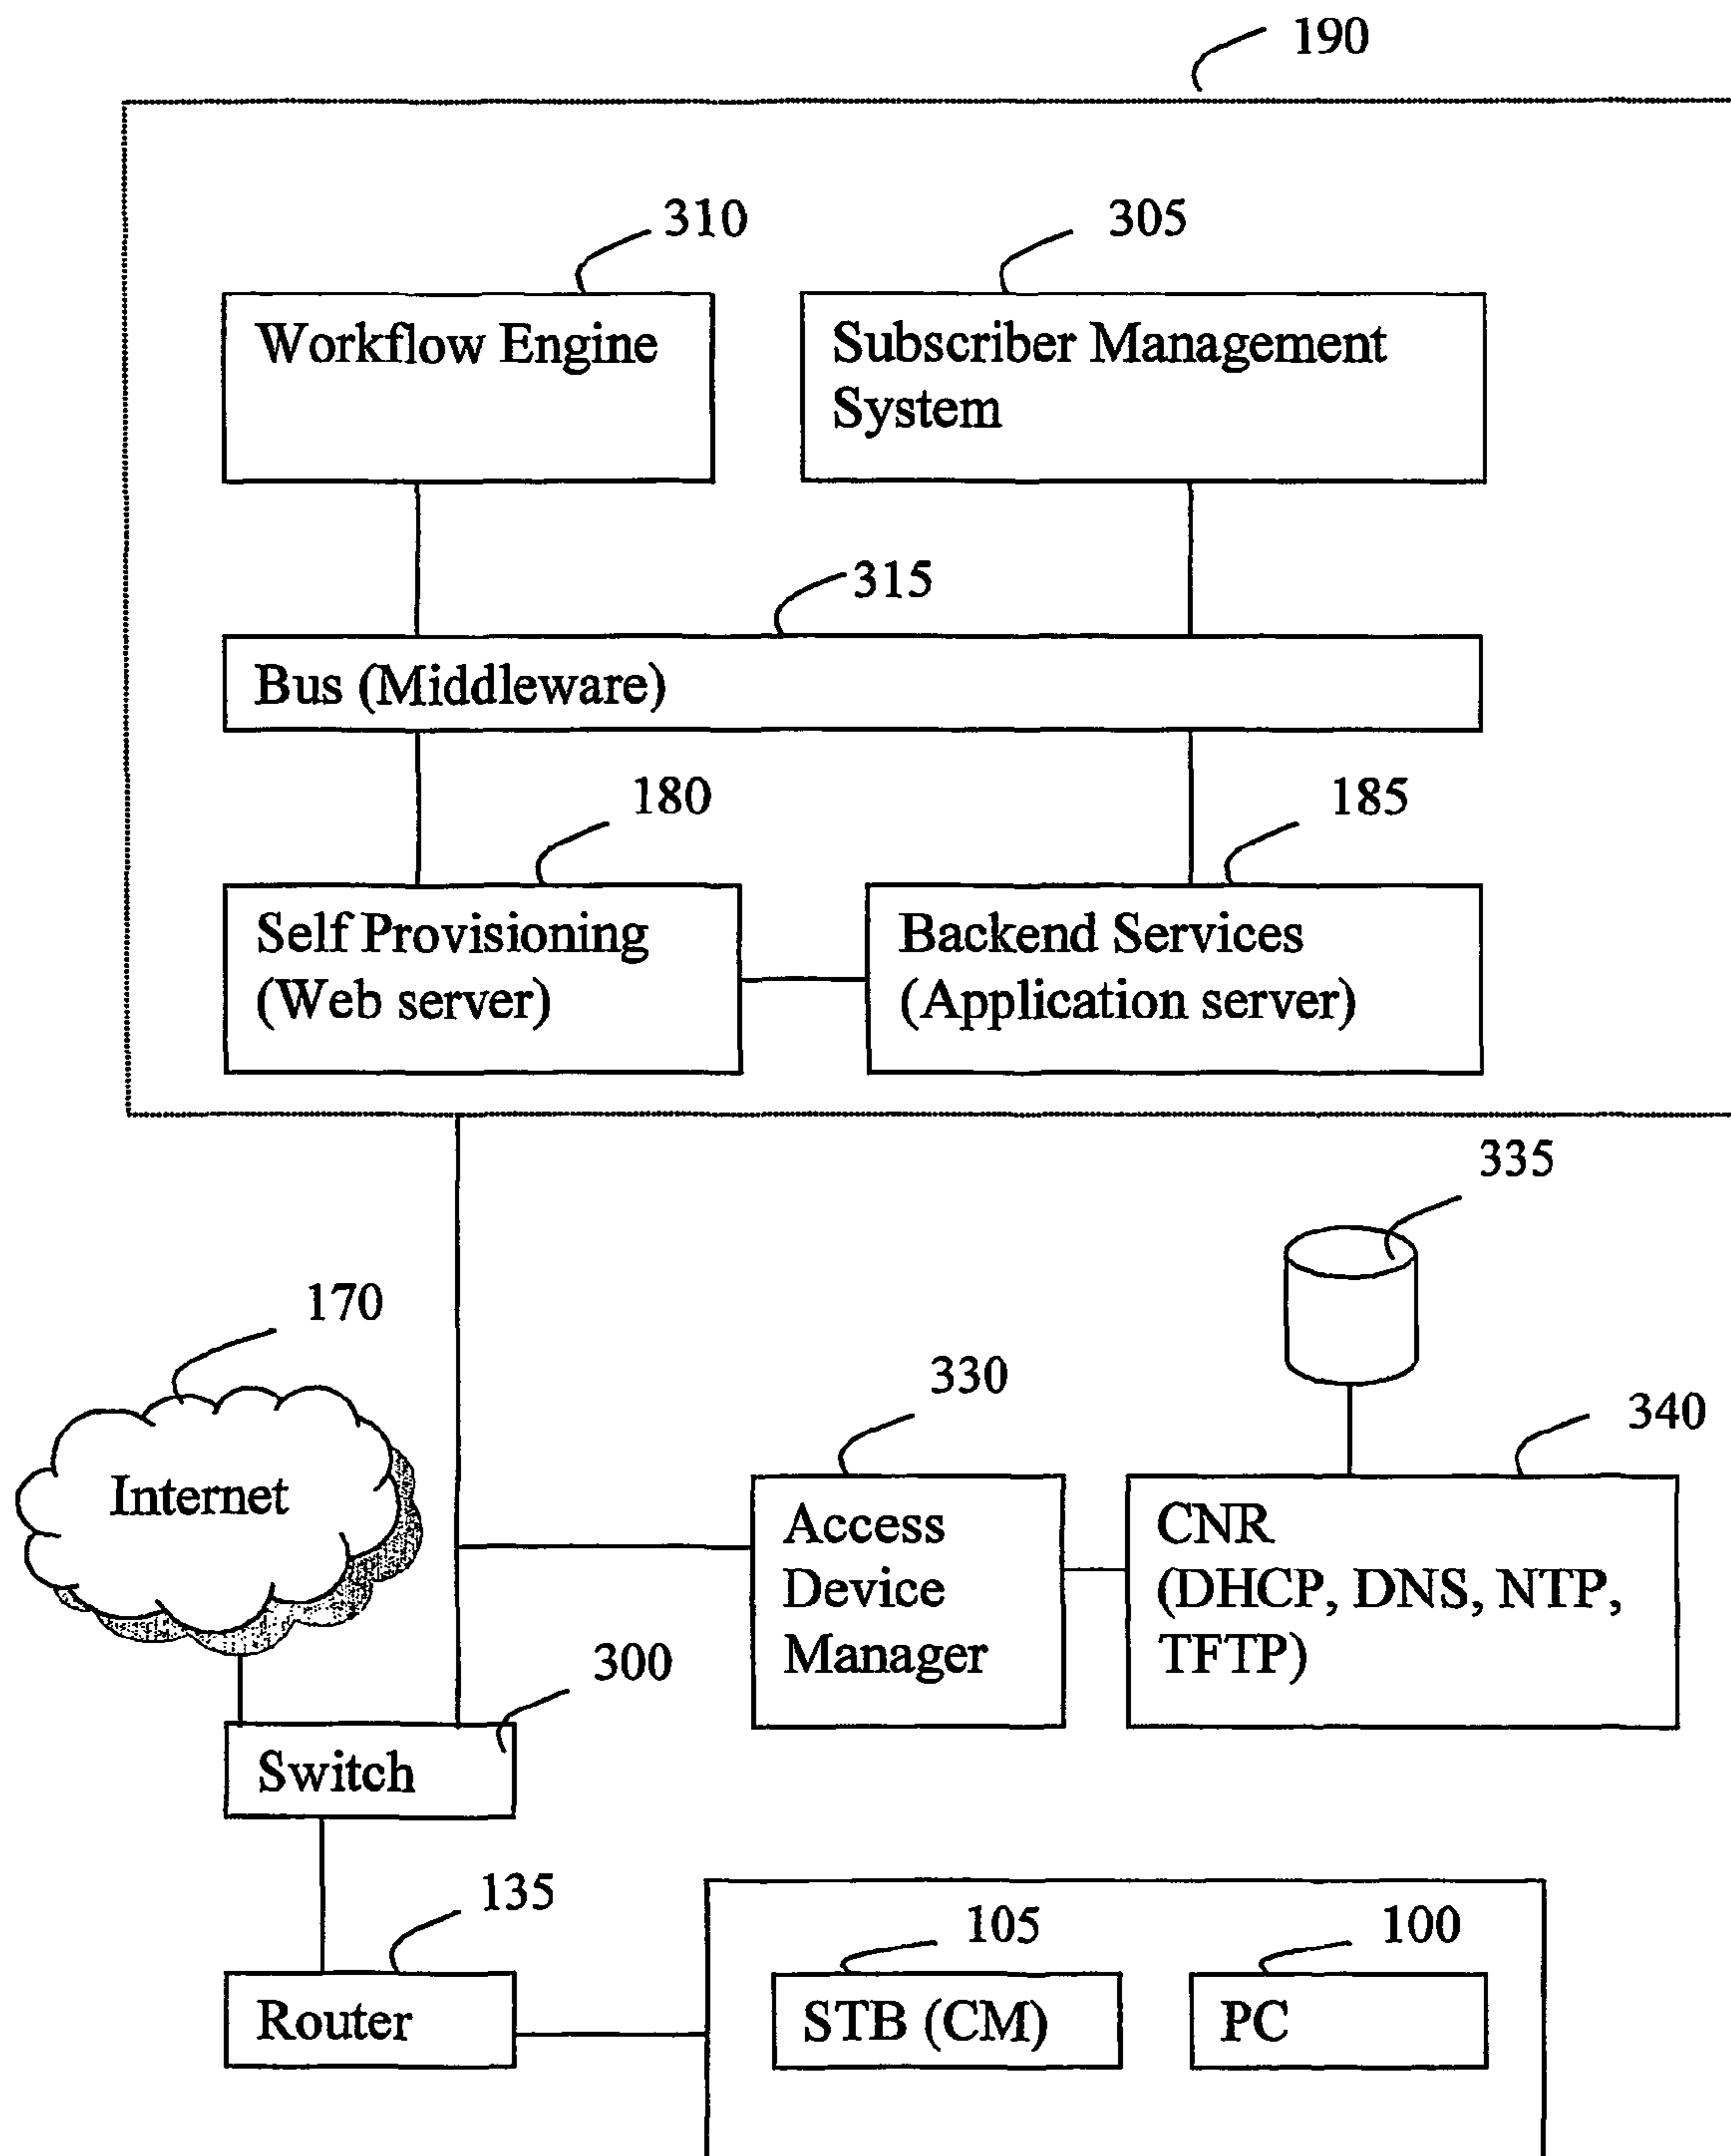 190
310
305
Workflow Engine
Subscriber Management
System
315
Bus (Middleware)
180
185
Self Provisioning
(Web server)
Backend Services
(Application server)
335
170
330
340
Internet
Access
Device
Manager
CNR
(DHCP, DNS, NTP,
TFTP)
300
Switch
135
105
100
Router
STB (CM)
PC